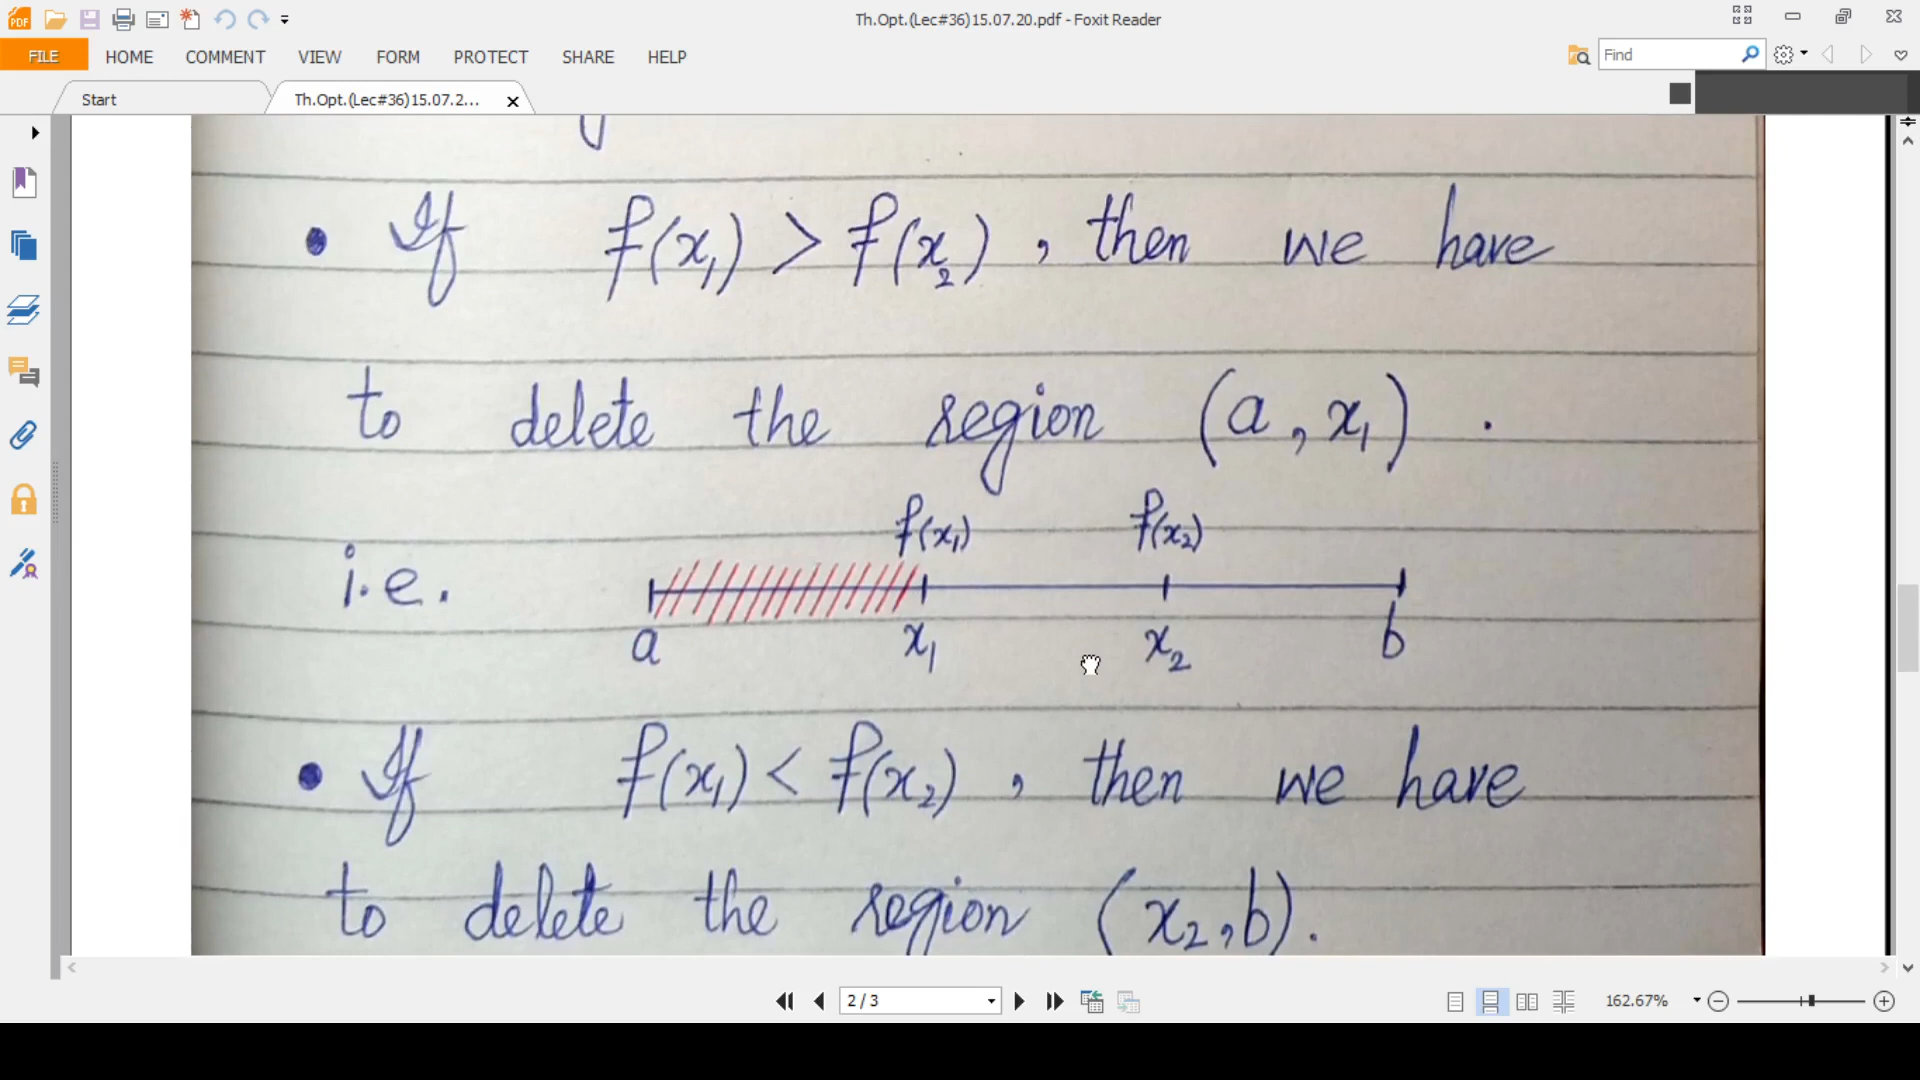 Th.Opt.(Lec#36)15.07.20.pdf - Foxit Reader
FILE HOME COMMENT VIEW FORM PROTECT SHARE HELP
Find
Start
Th.Opt.(Lec#36)15.07.2...
• If f(x₁) > f(x₂) , then we have
to delete the region (a , x₁) .
f(x₁) f(x₂)
i.e.
a x₁ x₂ b
• If f(x₁) < f(x₂) , then we have
to delete the region (x₂, b).
2 / 3
162.67%